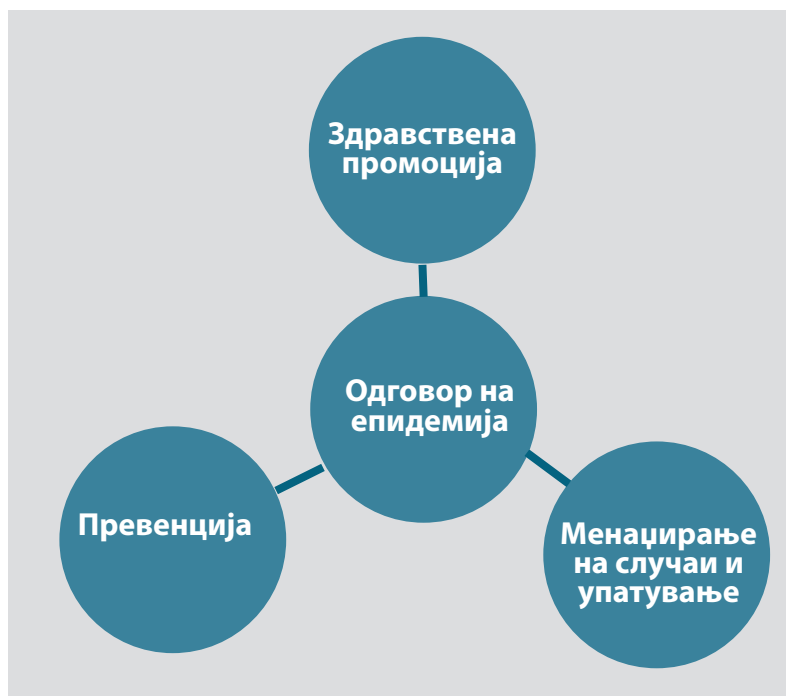 Здравствена
промоција
Одговор на
епидемија
Превенција
Менаџирање
на случаи и
упатување